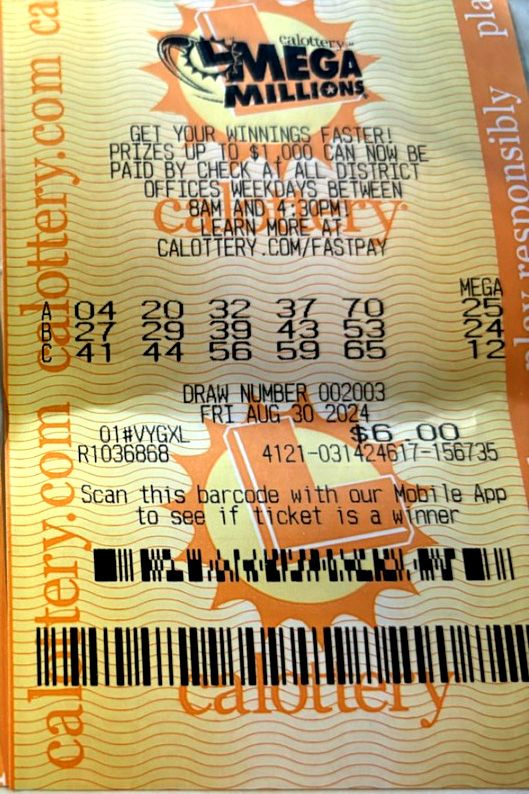 calottery
MEGA
MILLIONS
GET YOUR WINNINGS FASTER!
PRIZES UP TO $1,000 CAN NOW BE
PAID BY CHECK AT ALL DISTRICT
OFFICES WEEKDAYS BETWEEN
8AM AND 4:30PM!
LEARN MORE AT
CALOTTERY.COM/FASTPAY
calottery
MEGA
A 04 20 32 37 70 25
B 27 29 39 43 53 24
C 41 44 56 59 65 12
DRAW NUMBER 002003
FRI AUG 30 2024
01#VYGXL $6.00
R1036868 4121-031424617-156735
Scan this barcode with our Mobile App
to see if ticket is a winner
calottery
calottery.com calottery.com ca
play responsibly pla